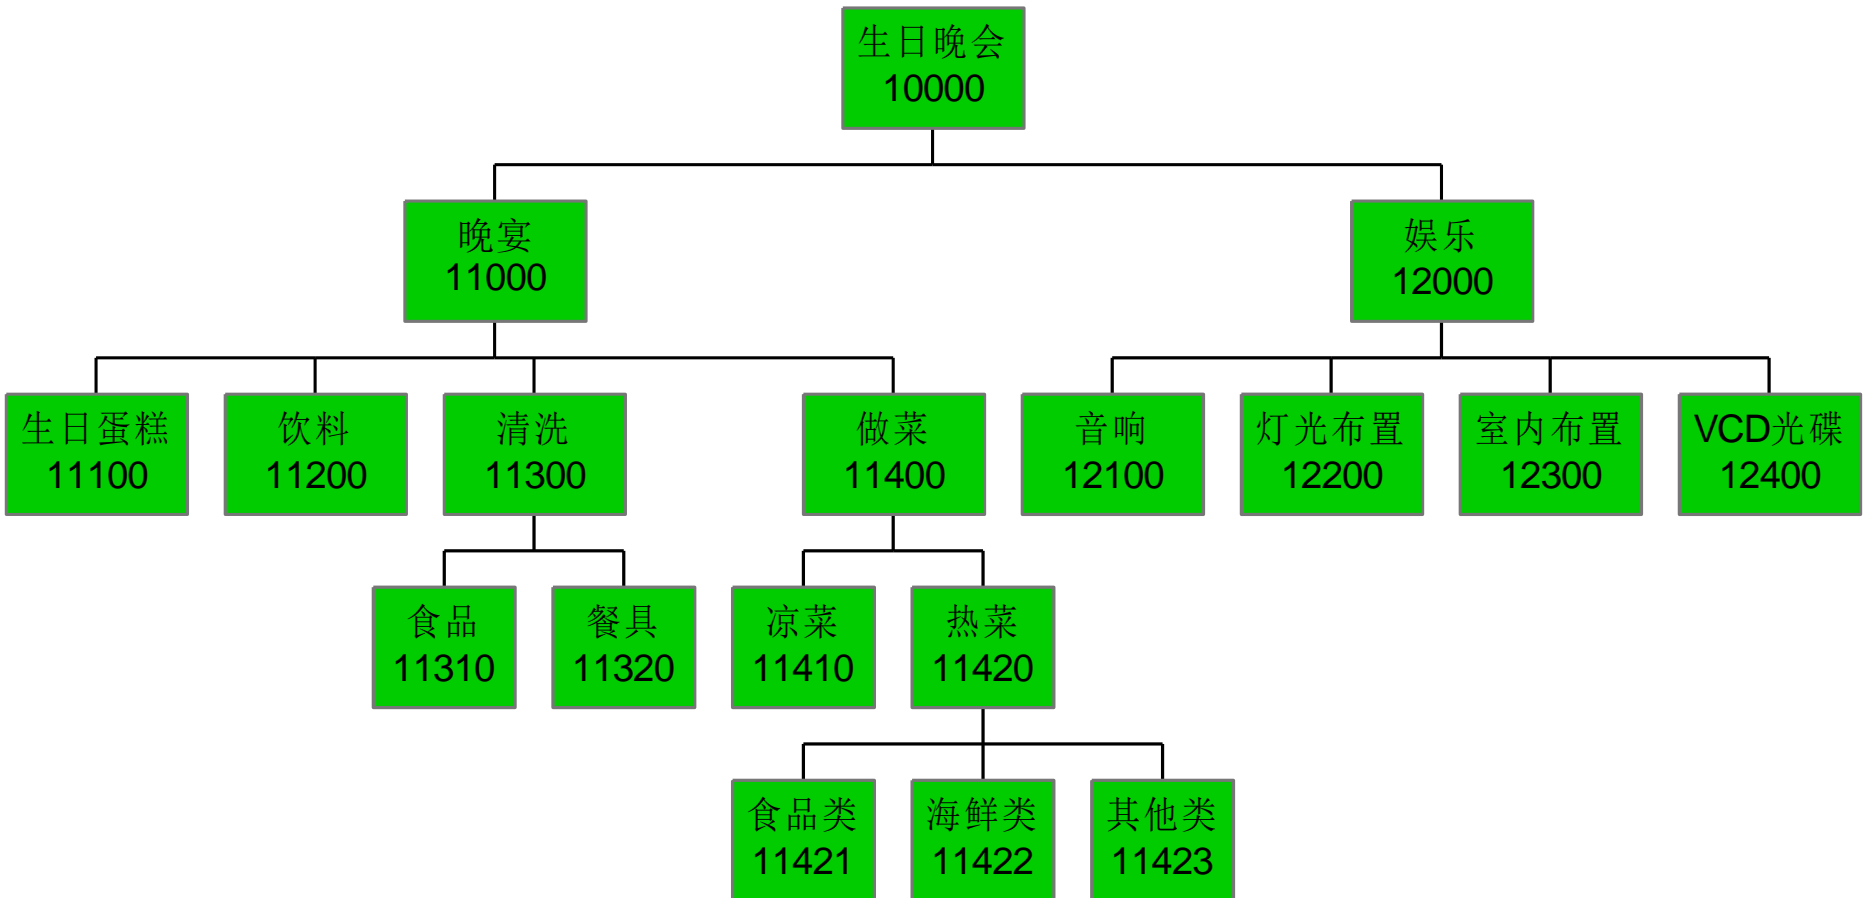 生日晚会
10000
晚宴
11000
娱乐
12000
生日蛋糕
11100
饮料
11200
清洗
11300
做菜
11400
音响
12100
灯光布置
12200
室内布置
12300
VCD光碟
12400
食品
11310
餐具
11320
凉菜
11410
热菜
11420
食品类
11421
海鲜类
11422
其他类
11423